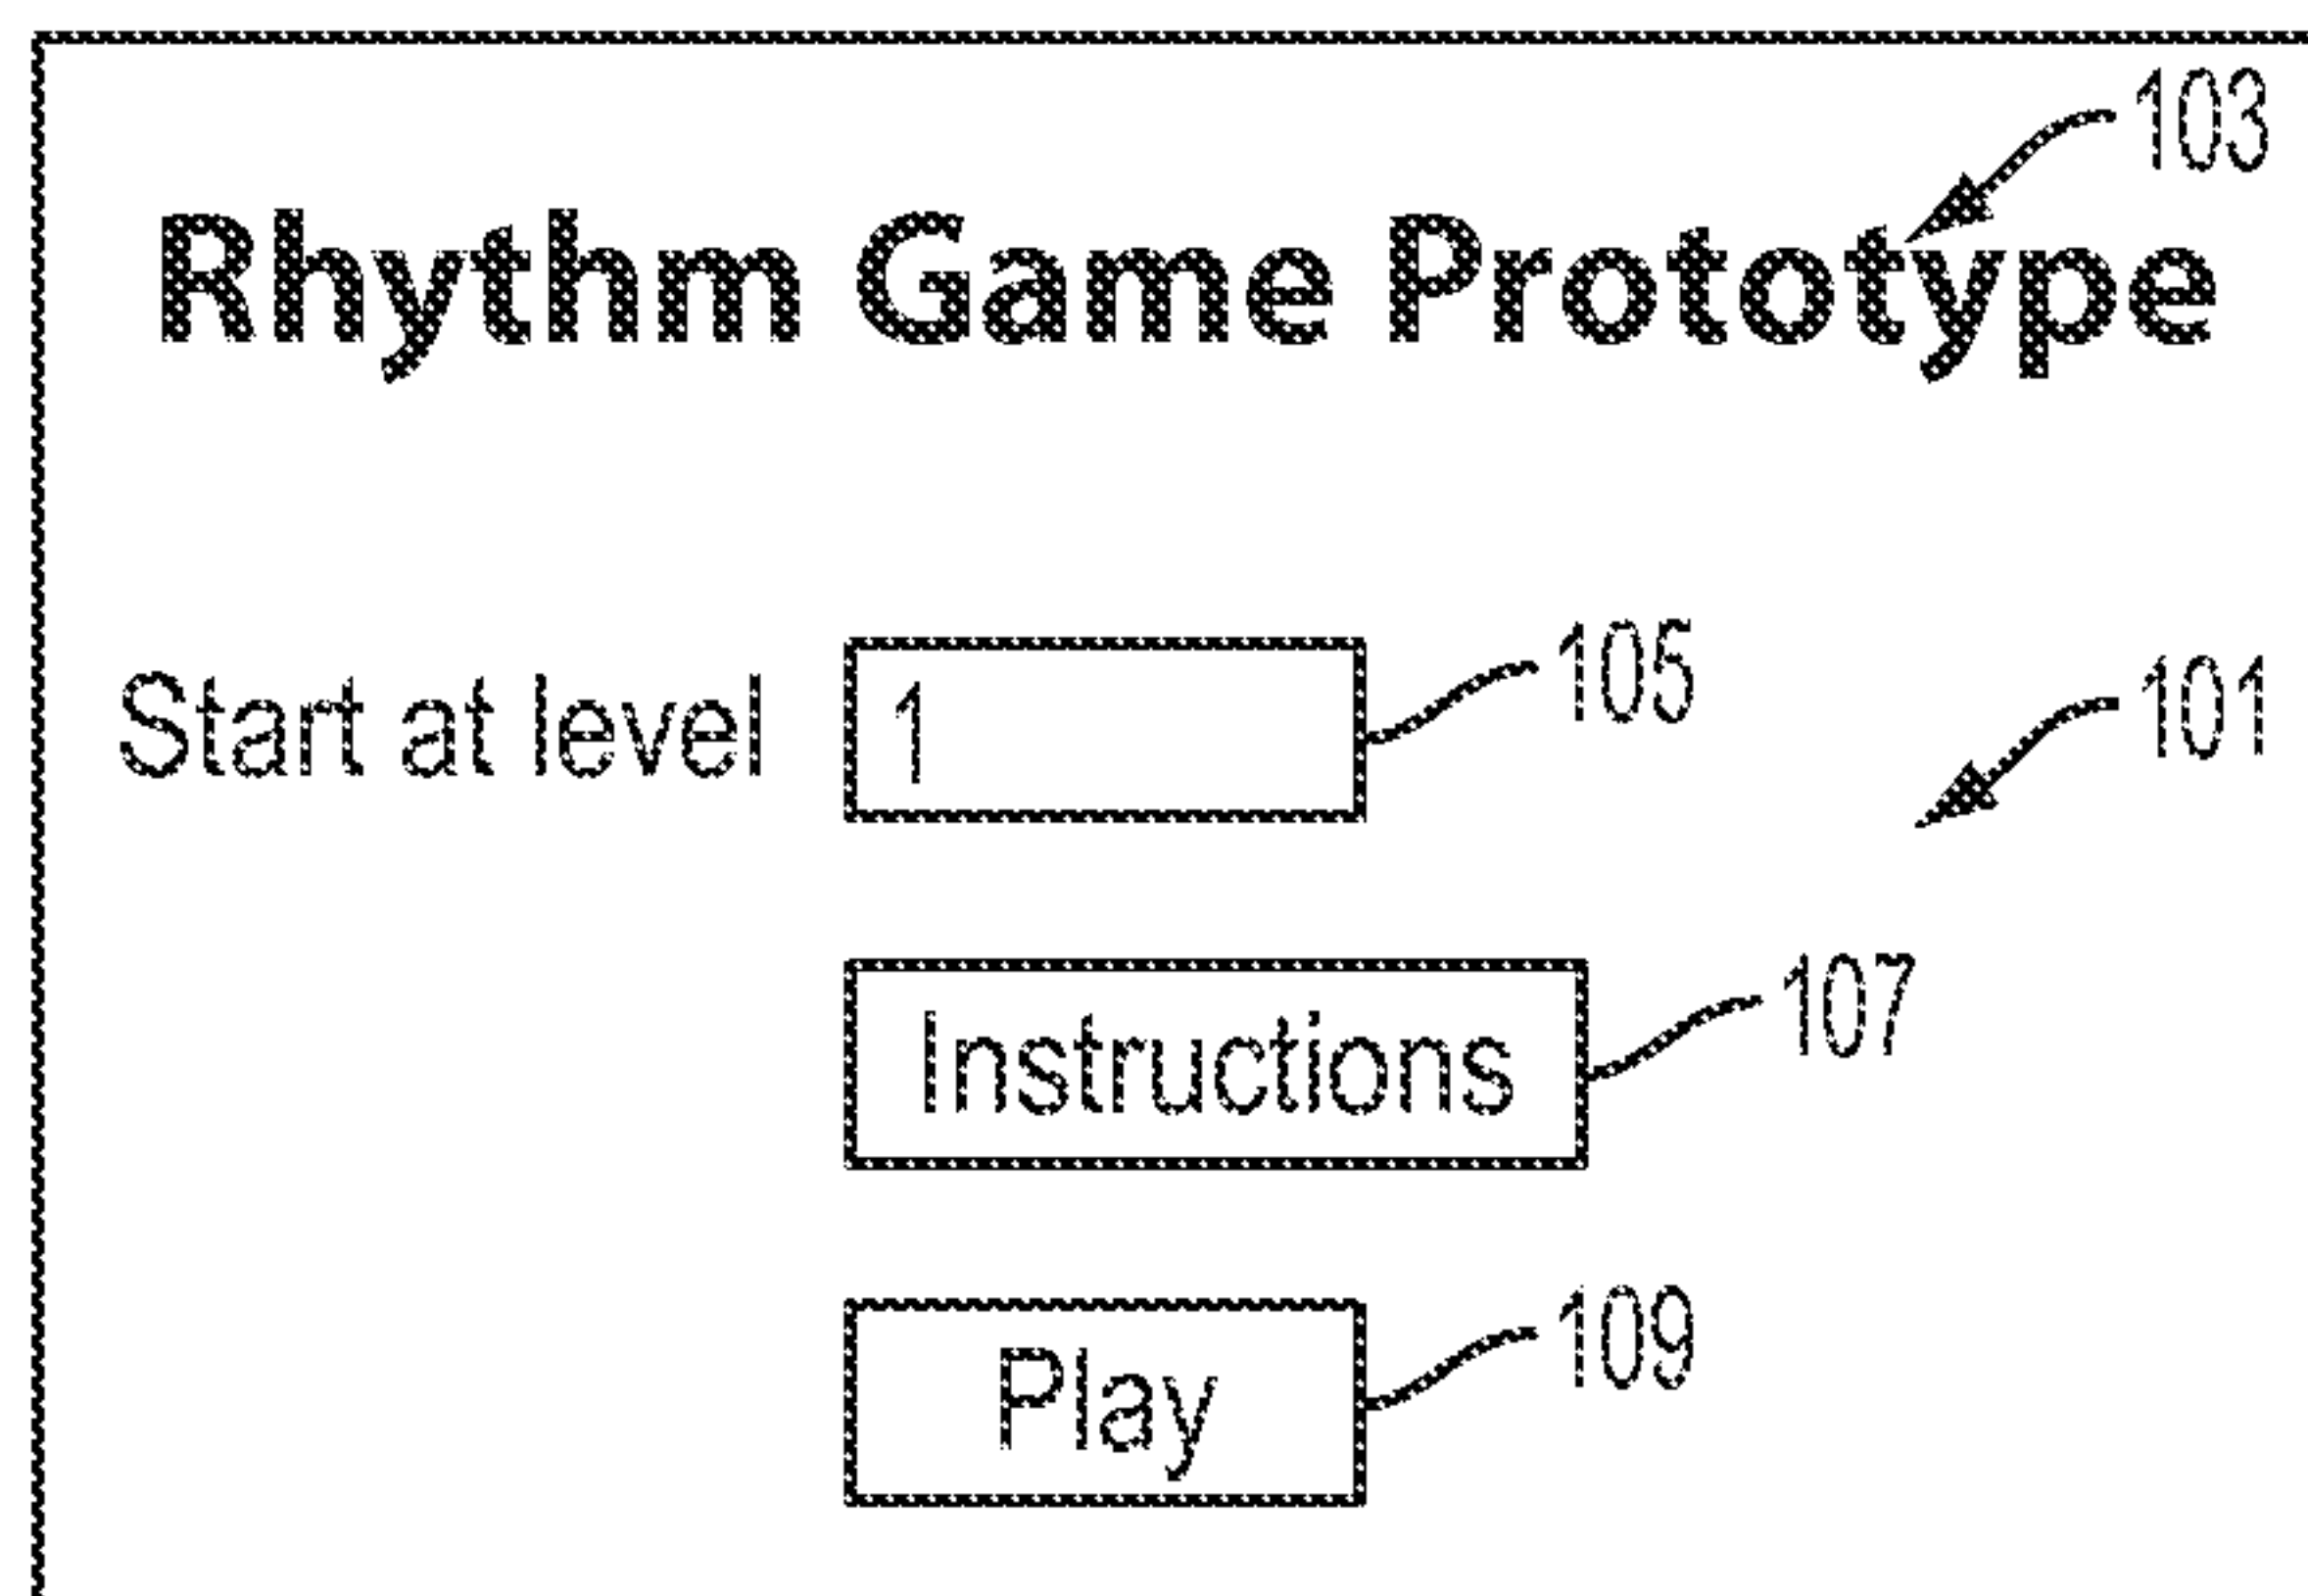 103
Rhythm Game Prototype
Start at level 1 105
101
Instructions 107
Play 109